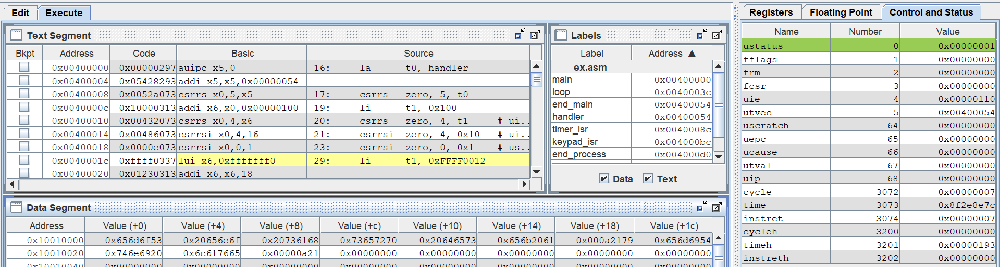 Edit Execute
Text Segment
Bkpt Address Code Basic Source
0x00400000 0x00000297 auipc x5,0 16: la t0, handler
0x00400004 0x05428293 addi x5,x5,0x00000054
0x00400008 0x0052a073 csrrs x0,5,x5 17: csrrs zero, 5, t0
0x0040000c 0x10000313 addi x6,x0,0x00000100 19: li t1, 0x100
0x00400010 0x00432073 csrrs x0,4,x6 20: csrrs zero, 4, t1 # ui..
0x00400014 0x00486073 csrrsi x0,4,16 21: csrrsi zero, 4, 0x10 # ui..
0x00400018 0x0000e073 csrrsi x0,0,1 23: csrrsi zero, 0, 0x1 # us..
0x0040001c 0xffff0337 lui x6,0xfffffff0 29: li t1, 0xFFFF0012
0x00400020 0x01230313 addi x6,x6,18
Labels
Label Address ▲
ex.asm
main 0x00400000
loop 0x0040003c
end_main 0x00400054
handler 0x00400054
timer_isr 0x0040008c
keypad_isr 0x004000bc
end_process 0x004000d0
Data Text
Data Segment
Address Value (+0) Value (+4) Value (+8) Value (+c) Value (+10) Value (+14) Value (+18) Value (+1c)
0x10010000 0x656d6f53 0x20656e6f 0x20736168 0x73657270 0x20646573 0x656b2061 0x000a2179 0x656d6954
0x10010020 0x746e6920 0x6c617665 0x00000a21 0x00000000 0x00000000 0x00000000 0x00000000 0x00000000
0x10010040 0x00000000 0x00000000 0x00000000 0x00000000 0x00000000 0x00000000 0x00000000 0x00000000
Registers Floating Point Control and Status
Name Number Value
ustatus 0 0x00000001
fflags 1 0x00000000
frm 2 0x00000000
fcsr 3 0x00000000
uie 4 0x00000110
utvec 5 0x00400054
uscratch 64 0x00000000
uepc 65 0x00000000
ucause 66 0x00000000
utval 67 0x00000000
uip 68 0x00000000
cycle 3072 0x00000007
time 3073 0x8f2e8e7c
instret 3074 0x00000007
cycleh 3200 0x00000000
timeh 3201 0x00000193
instreth 3202 0x00000000